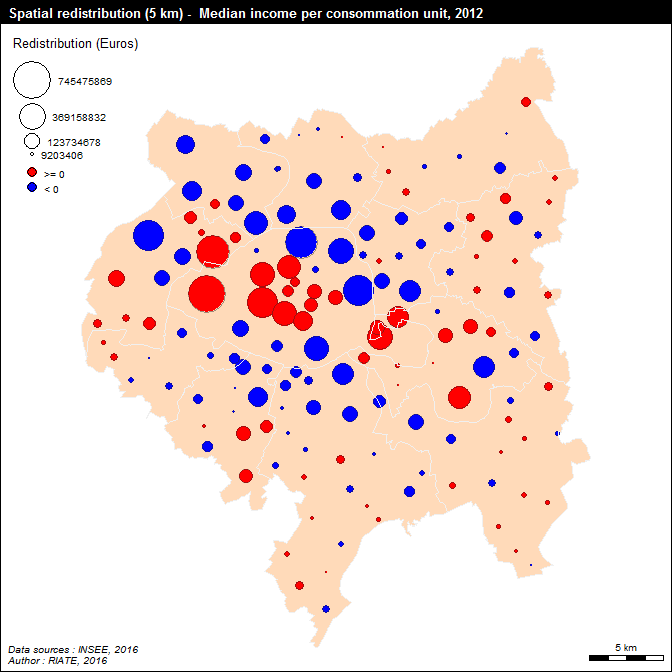 Spatial redistribution (5 km) - Median income per consommation unit, 2012
Redistribution (Euros)
745475869
369158832
123734678
9203406
>= 0
< 0
5 km
Data sources : INSEE, 2016
Author : RIATE, 2016